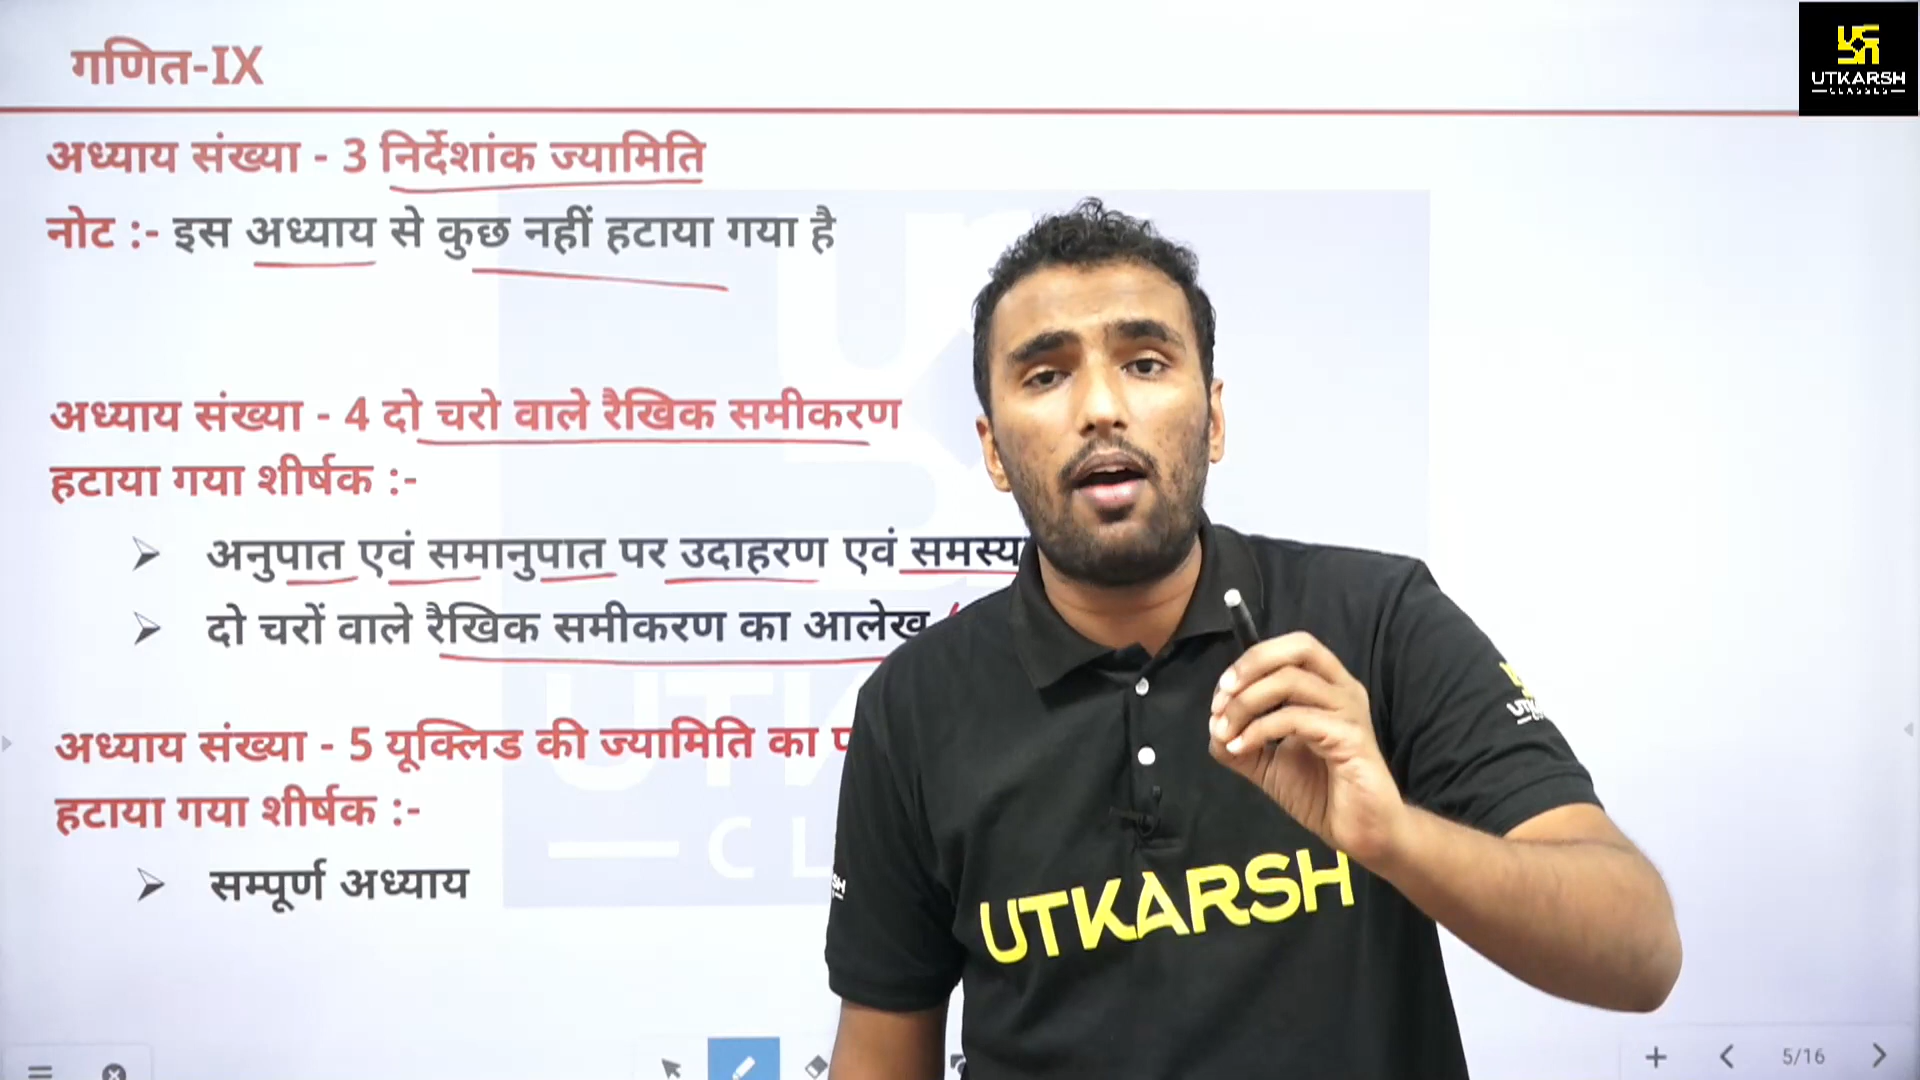 गणित-IX
UTKARSH
CLASSES
अध्याय संख्या - 3 निर्देशांक ज्यामिति
नोट :- इस अध्याय से कुछ नहीं हटाया गया है
अध्याय संख्या - 4 दो चरो वाले रैखिक समीकरण
हटाया गया शीर्षक :-
अनुपात एवं समानुपात पर उदाहरण एवं
दो चरों वाले रैखिक समीकरण का आलेख
अध्याय संख्या - 5 यूक्लिड की ज्यामिति का
हटाया गया शीर्षक :-
सम्पूर्ण अध्याय
UTKARSH
5/16